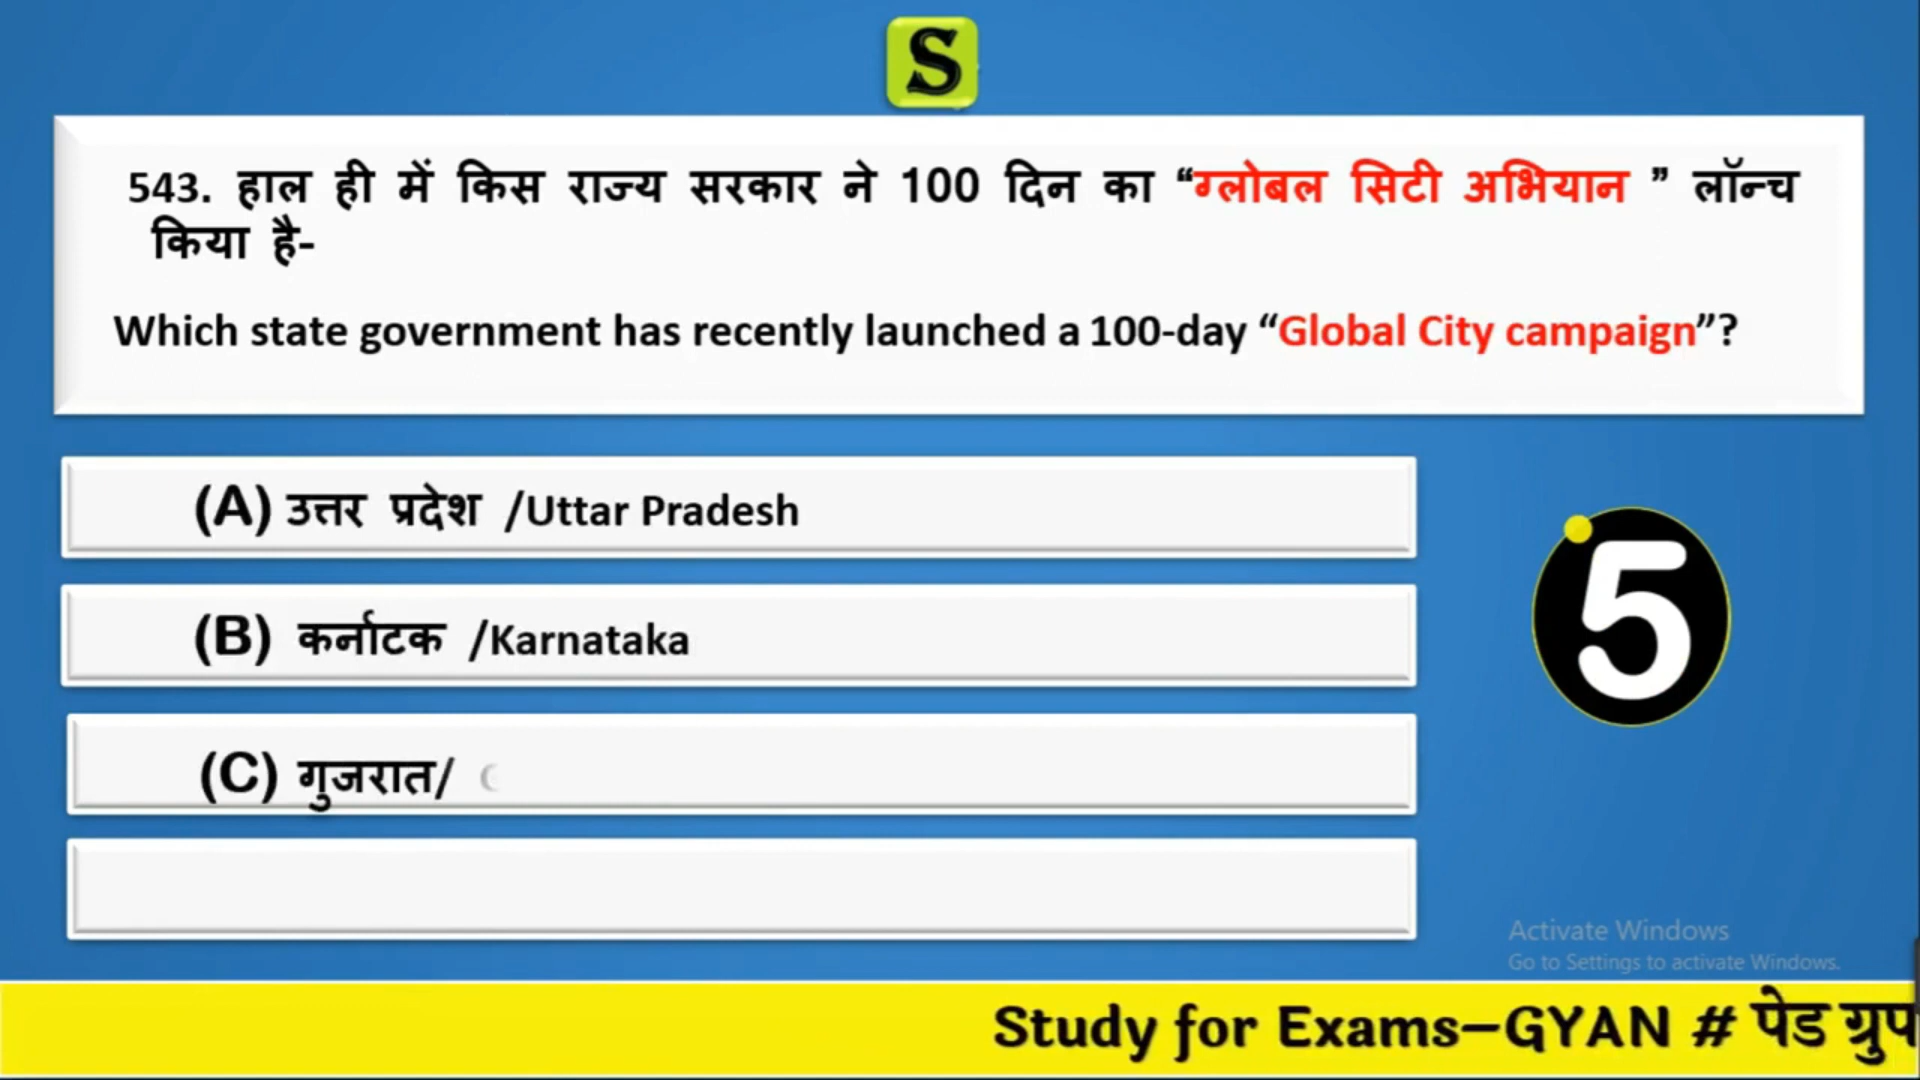 S
543. हाल ही में किस राज्य सरकार ने 100 दिन का “ग्लोबल सिटी अभियान ” लॉन्च
किया है-
Which state government has recently launched a 100-day “Global City campaign”?
(A) उत्तर प्रदेश /Uttar Pradesh
(B) कर्नाटक /Karnataka
5
(C) गुजरात/
Activate Windows
Go to Settings to activate Windows.
Study for Exams–GYAN # पेड ग्रुप